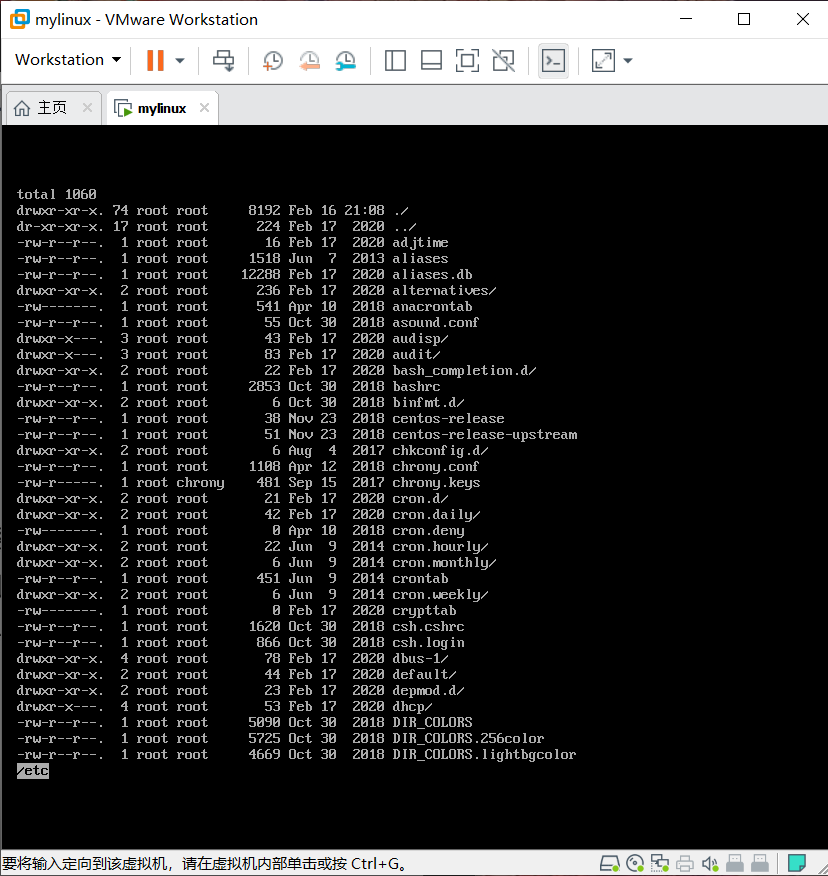 mylinux - VMware Workstation
Workstation
主页
mylinux
total 1060
drwxr-xr-x. 74 root root     8192 Feb 16 21:08 ./
dr-xr-xr-x. 17 root root      224 Feb 17  2020 ../
-rw-r--r--.  1 root root       16 Feb 17  2020 adjtime
-rw-r--r--.  1 root root     1518 Jun  7  2013 aliases
-rw-r--r--.  1 root root    12288 Feb 17  2020 aliases.db
drwxr-xr-x.  2 root root      236 Feb 17  2020 alternatives/
-rw-------.  1 root root      541 Apr 10  2018 anacrontab
-rw-r--r--.  1 root root       55 Oct 30  2018 asound.conf
drwxr-x---.  3 root root       43 Feb 17  2020 audisp/
drwxr-x---.  3 root root       83 Feb 17  2020 audit/
drwxr-xr-x.  2 root root       22 Feb 17  2020 bash_completion.d/
-rw-r--r--.  1 root root     2853 Oct 30  2018 bashrc
drwxr-xr-x.  2 root root        6 Oct 30  2018 binfmt.d/
-rw-r--r--.  1 root root       38 Nov 23  2018 centos-release
-rw-r--r--.  1 root root       51 Nov 23  2018 centos-release-upstream
drwxr-xr-x.  2 root root        6 Aug  4  2017 chkconfig.d/
-rw-r--r--.  1 root root     1108 Apr 12  2018 chrony.conf
-rw-r-----.  1 root chrony    481 Sep 15  2017 chrony.keys
drwxr-xr-x.  2 root root       21 Feb 17  2020 cron.d/
drwxr-xr-x.  2 root root       42 Feb 17  2020 cron.daily/
-rw-------.  1 root root        0 Apr 10  2018 cron.deny
drwxr-xr-x.  2 root root       22 Jun  9  2014 cron.hourly/
drwxr-xr-x.  2 root root        6 Jun  9  2014 cron.monthly/
-rw-r--r--.  1 root root      451 Jun  9  2014 crontab
drwxr-xr-x.  2 root root        6 Jun  9  2014 cron.weekly/
-rw-------.  1 root root        0 Feb 17  2020 crypttab
-rw-r--r--.  1 root root     1620 Oct 30  2018 csh.cshrc
-rw-r--r--.  1 root root      866 Oct 30  2018 csh.login
drwxr-xr-x.  4 root root       78 Feb 17  2020 dbus-1/
drwxr-xr-x.  2 root root       44 Feb 17  2020 default/
drwxr-xr-x.  2 root root       23 Feb 17  2020 depmod.d/
drwxr-x---.  4 root root       53 Feb 17  2020 dhcp/
-rw-r--r--.  1 root root     5090 Oct 30  2018 DIR_COLORS
-rw-r--r--.  1 root root     5725 Oct 30  2018 DIR_COLORS.256color
-rw-r--r--.  1 root root     4669 Oct 30  2018 DIR_COLORS.lightbgcolor
/etc
要将输入定向到该虚拟机，请在虚拟机内部单击或按 Ctrl+G。